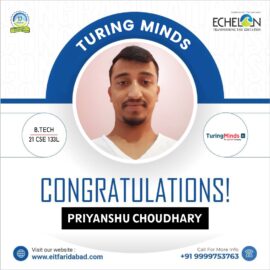 ECHELON
TURING MINDS
B.TECH
21 CSE 133L
TuringMinds
CONGRATULATIONS!
PRIYANSHU CHOUDHARY
Visit our website :
www.eitfaridabad.com
Call For More Info.
+91 9999753763